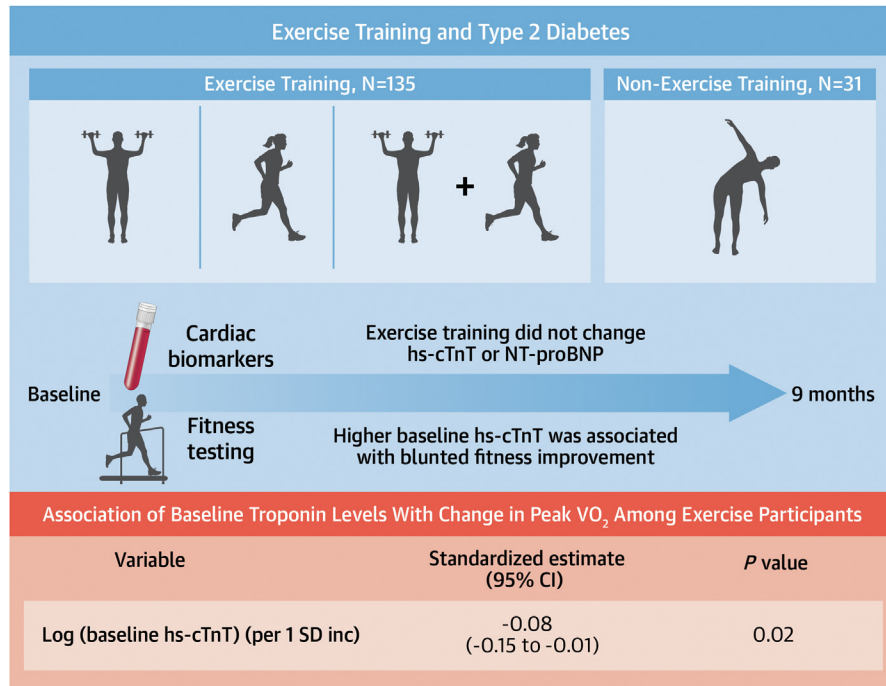 Exercise Training and Type 2 Diabetes
Exercise Training, N=135
Non-Exercise Training, N=31
+
Cardiac
biomarkers
Exercise training did not change
hs-cTnT or NT-proBNP
Baseline
9 months
Fitness
testing
Higher baseline hs-cTnT was associated
with blunted fitness improvement
Association of Baseline Troponin Levels With Change in Peak VO₂ Among Exercise Participants
Variable
Standardized estimate
(95% CI)
P value
Log (baseline hs-cTnT) (per 1 SD inc)
-0.08
(-0.15 to -0.01)
0.02